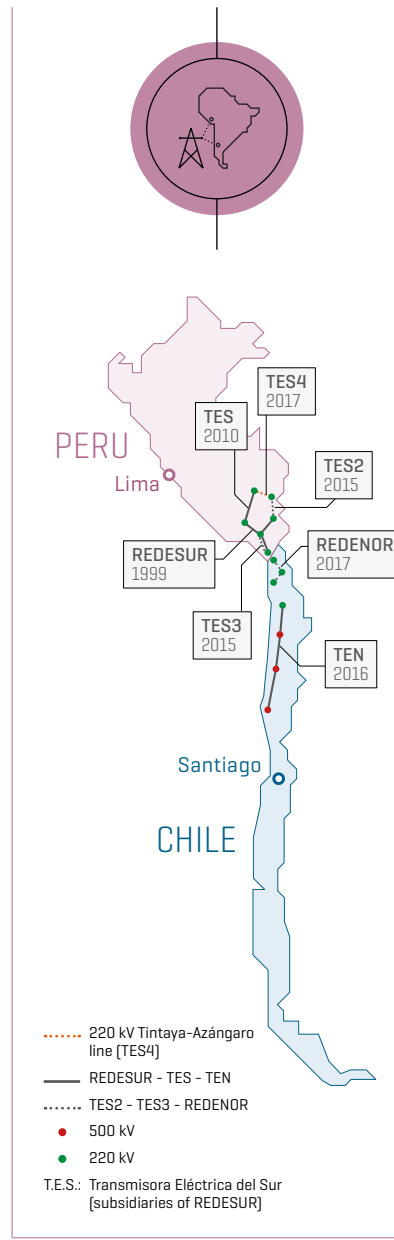 TES4
2017
TES
2010
PERU
TES2
2015
Lima
REDESUR
1999
REDENOR
2017
TES3
2015
TEN
2016
Santiago
CHILE
220 kV Tintaya-Azángaro
line (TES4)
REDESUR - TES - TEN
TES2 - TES3 - REDENOR
500 kV
220 kV
T.E.S.: Transmisora Eléctrica del Sur
(subsidiaries of REDESUR)